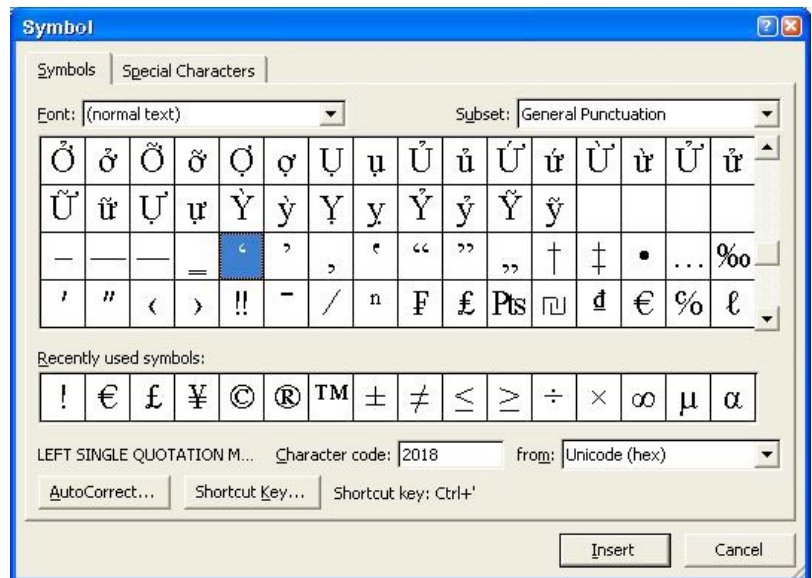 Symbol
Symbols Special Characters
Font: (normal text) Subset: General Punctuation
Ở ở Ỡ ỡ Ợ ợ Ụ ụ Ủ ủ Ứ ứ Ừ ừ Ử ử
Ữ ữ Ự ự Ỳ ỳ Ỵ ỵ Ỷ ỷ Ỹ ỹ
– — ― ‗ ‘ ’ ‚ ‛ “ ” „ † ‡ • … ‰
′ ″ ‹ › ‼ ‾ ⁄ ⁿ ₣ ₤ ₧ ₪ ₫ € ℅ ℓ
Recently used symbols:
! € £ ¥ © ® ™ ± ≠ ≤ ≥ ÷ × ∞ µ α
LEFT SINGLE QUOTATION M... Character code: 2018 from: Unicode (hex)
AutoCorrect... Shortcut Key... Shortcut key: Ctrl+'
Insert Cancel